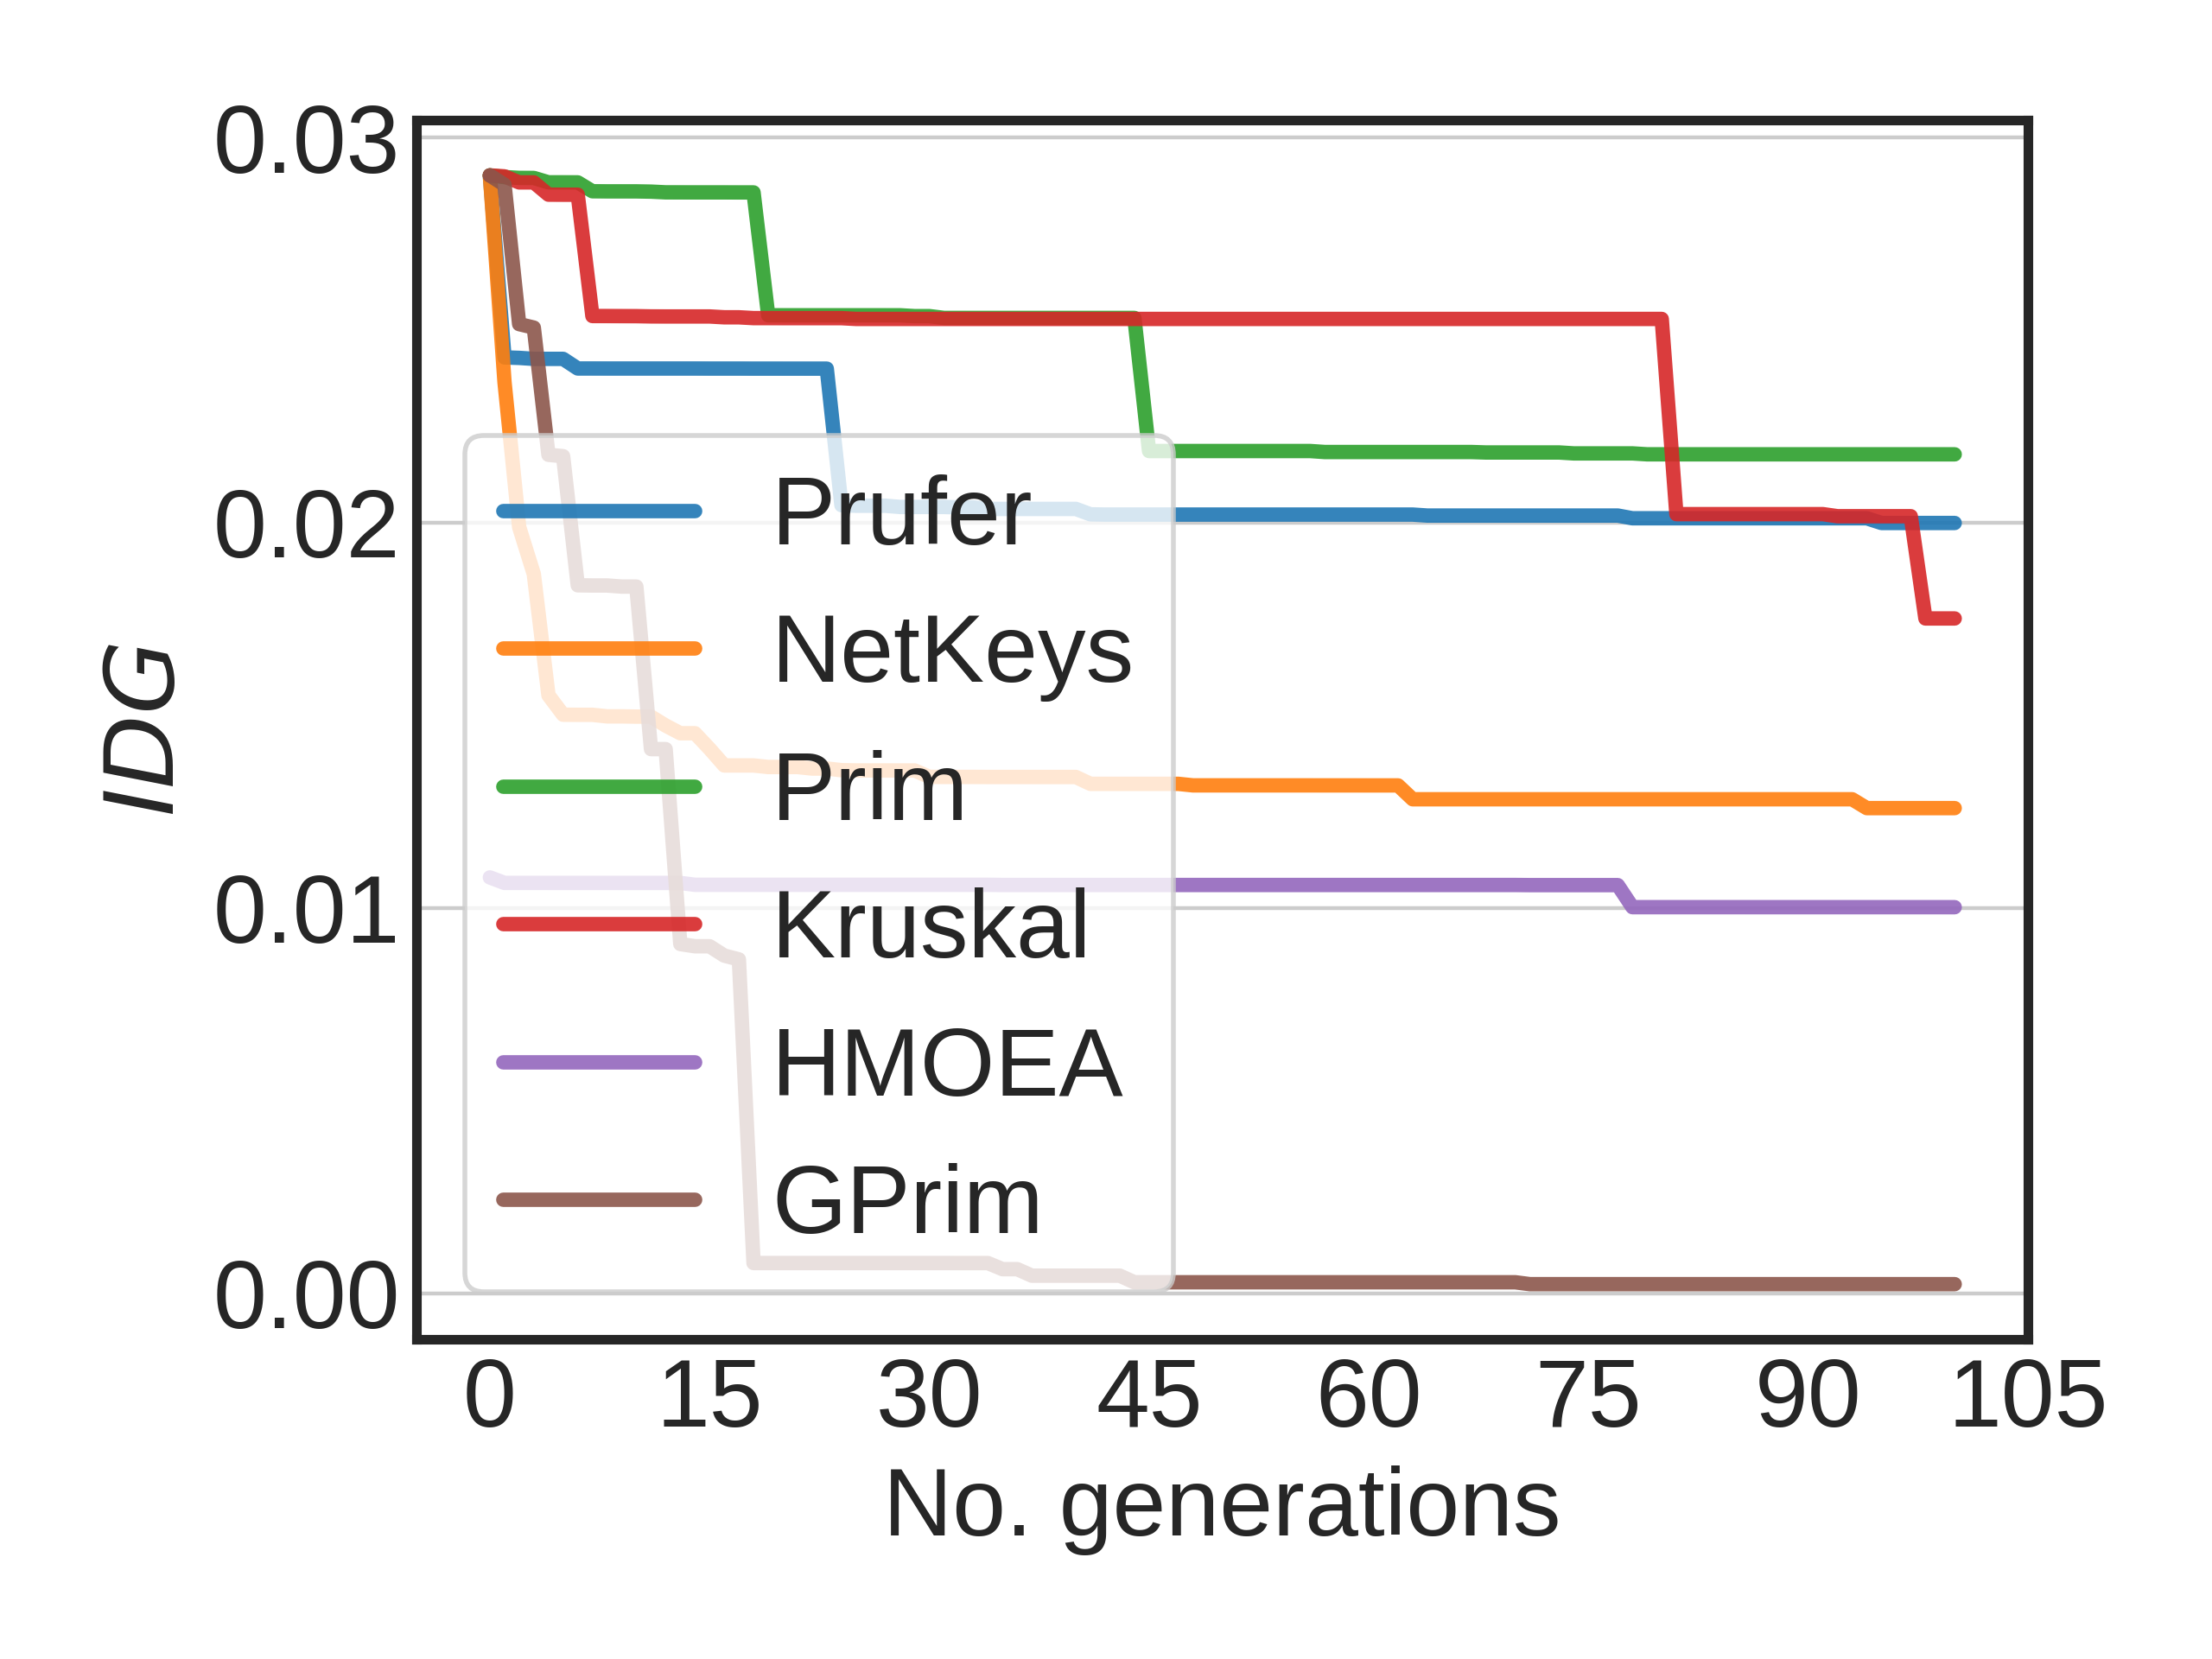 0.03
0.02
0.01
0.00
IDG
Prufer
NetKeys
Prim
Kruskal
HMOEA
GPrim
0 15 30 45 60 75 90 105
No. generations